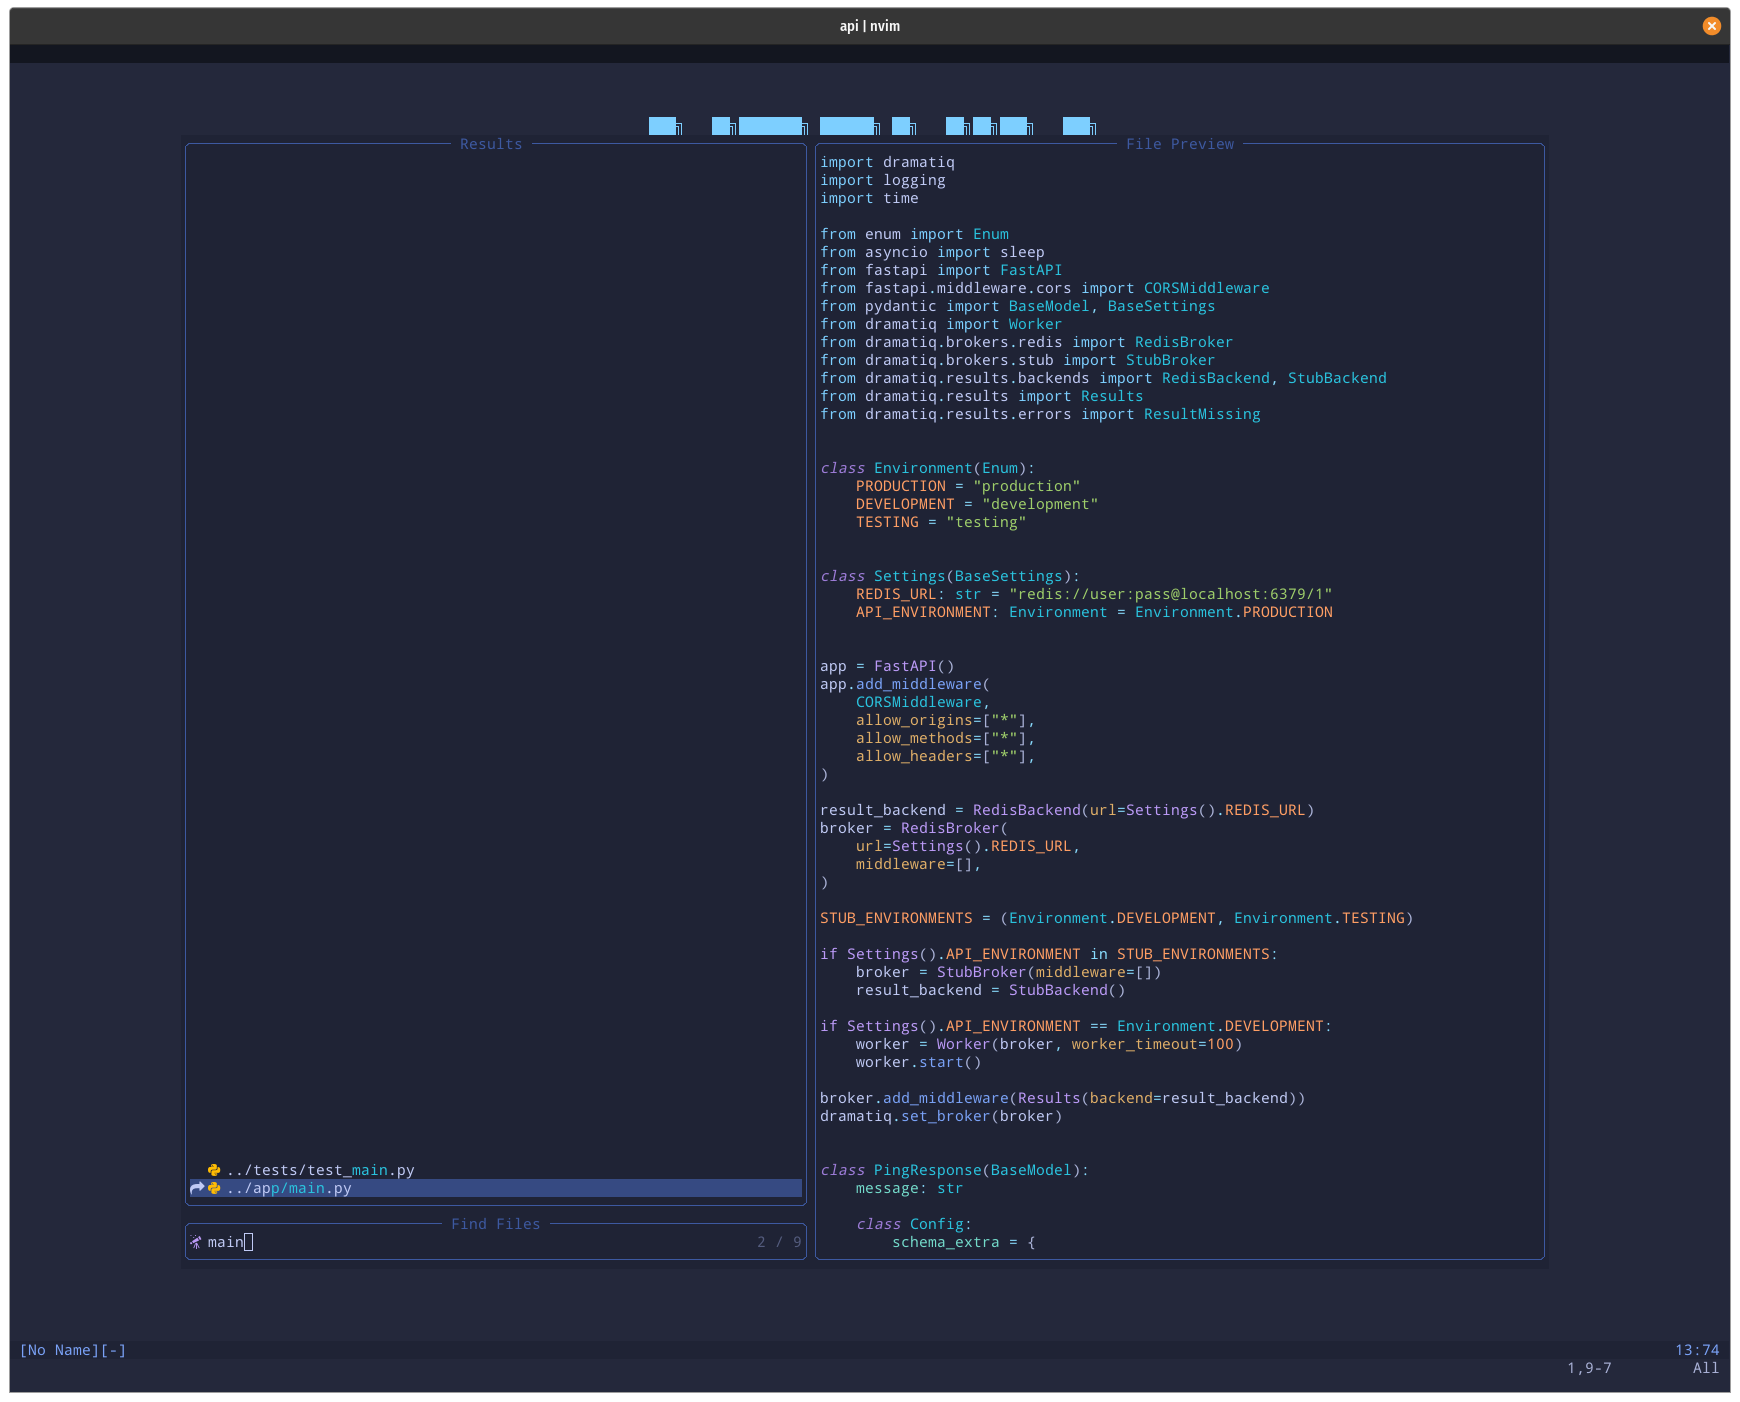 api | nvim
Results
../tests/test_main.py
../app/main.py
Find Files
main
2 / 9
File Preview
import dramatiq
import logging
import time
from enum import Enum
from asyncio import sleep
from fastapi import FastAPI
from fastapi.middleware.cors import CORSMiddleware
from pydantic import BaseModel, BaseSettings
from dramatiq import Worker
from dramatiq.brokers.redis import RedisBroker
from dramatiq.brokers.stub import StubBroker
from dramatiq.results.backends import RedisBackend, StubBackend
from dramatiq.results import Results
from dramatiq.results.errors import ResultMissing
class Environment(Enum):
    PRODUCTION = "production"
    DEVELOPMENT = "development"
    TESTING = "testing"
class Settings(BaseSettings):
    REDIS_URL: str = "redis://user:pass@localhost:6379/1"
    API_ENVIRONMENT: Environment = Environment.PRODUCTION
app = FastAPI()
app.add_middleware(
    CORSMiddleware,
    allow_origins=["*"],
    allow_methods=["*"],
    allow_headers=["*"],
)
result_backend = RedisBackend(url=Settings().REDIS_URL)
broker = RedisBroker(
    url=Settings().REDIS_URL,
    middleware=[],
)
STUB_ENVIRONMENTS = (Environment.DEVELOPMENT, Environment.TESTING)
if Settings().API_ENVIRONMENT in STUB_ENVIRONMENTS:
    broker = StubBroker(middleware=[])
    result_backend = StubBackend()
if Settings().API_ENVIRONMENT == Environment.DEVELOPMENT:
    worker = Worker(broker, worker_timeout=100)
    worker.start()
broker.add_middleware(Results(backend=result_backend))
dramatiq.set_broker(broker)
class PingResponse(BaseModel):
    message: str
    class Config:
        schema_extra = {
[No Name][-]
13:74
1,9-7
All